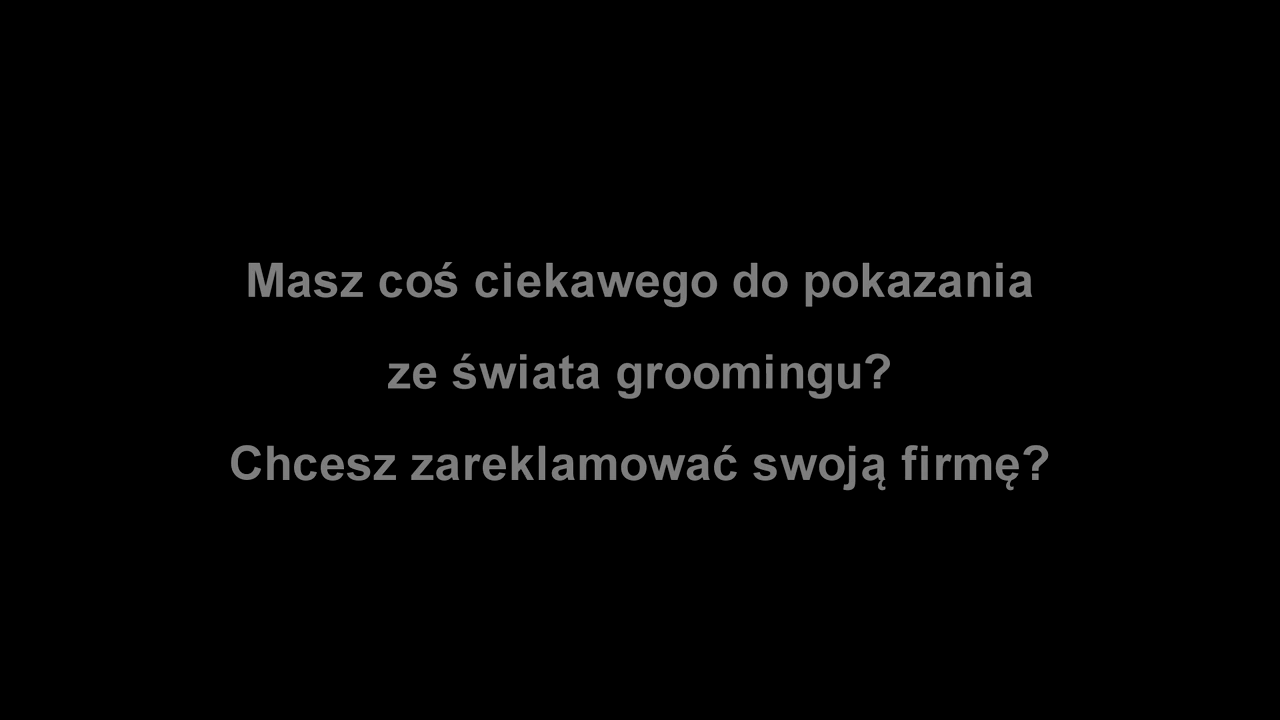 Masz coś ciekawego do pokazania
ze świata groomingu?
Chcesz zareklamować swoją firmę?